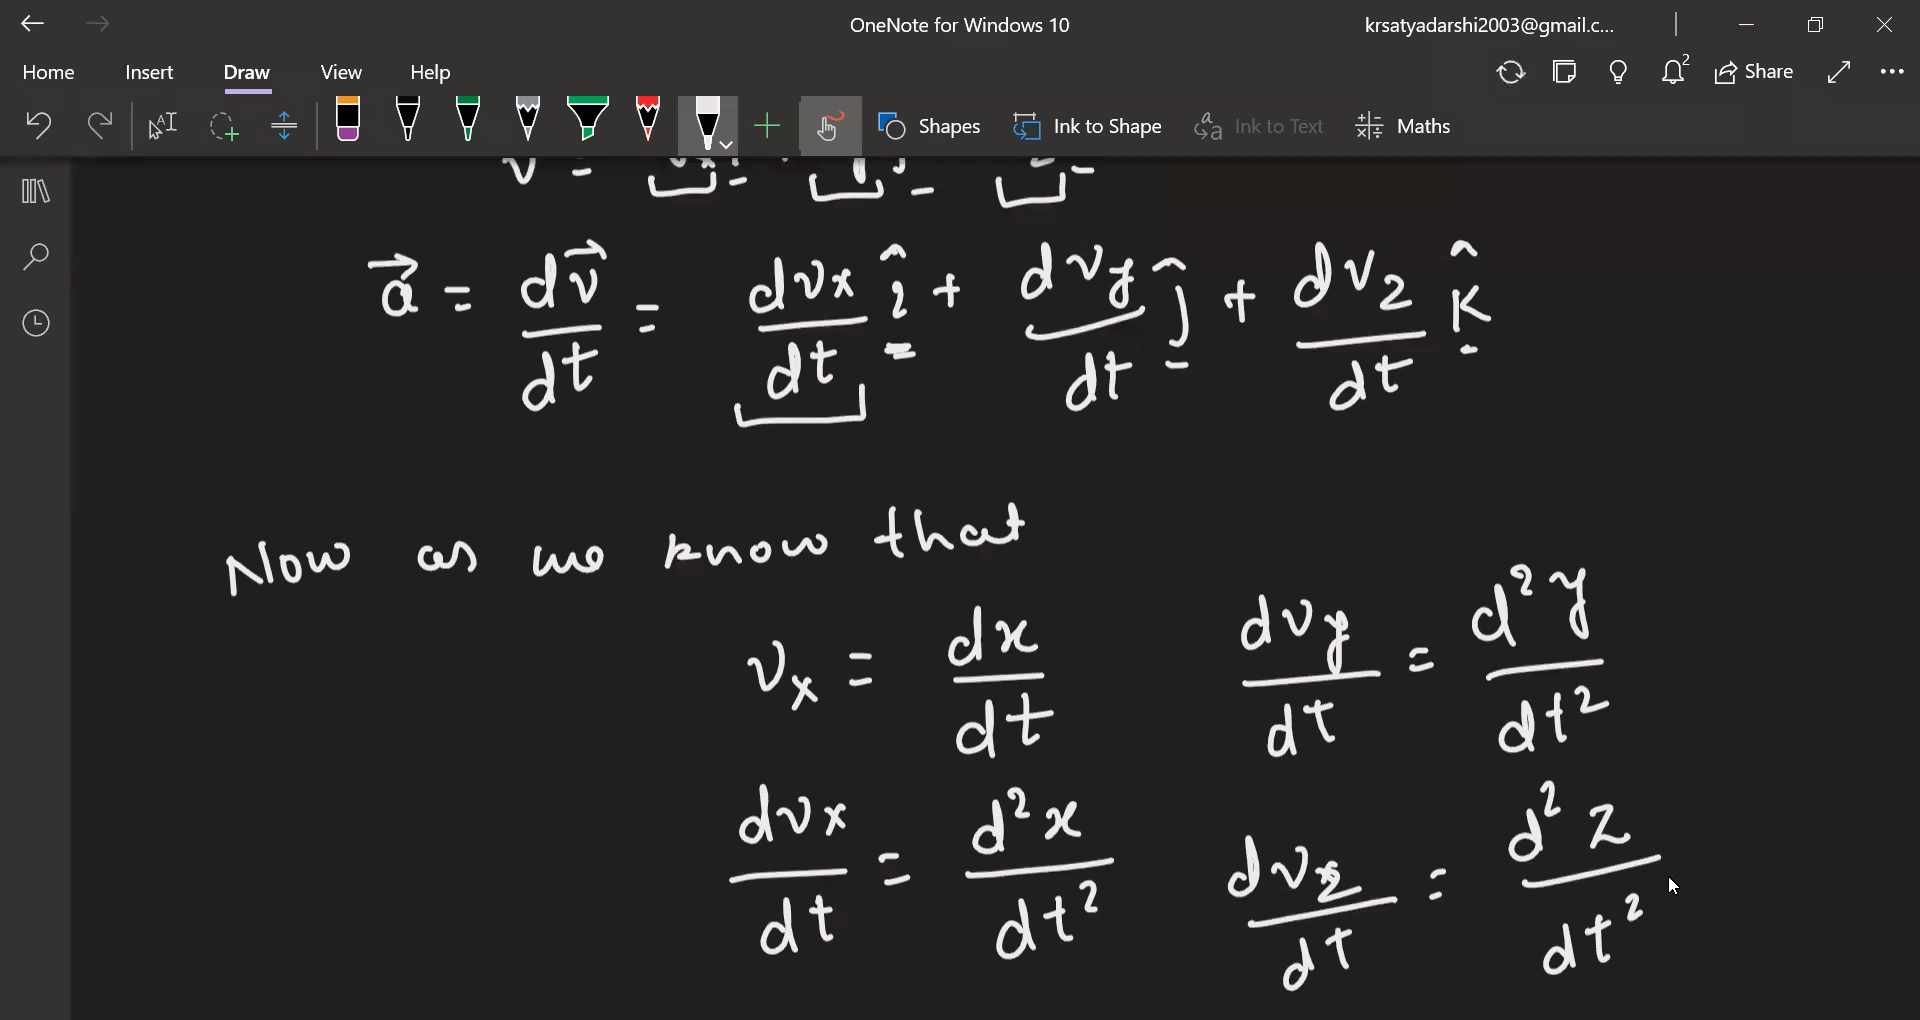 OneNote for Windows 10
krsatyadarshi2003@gmail.c...
Home Insert Draw View Help
2 Share
Shapes Ink to Shape Ink to Text Maths
a⃗ = dv⃗/dt = dvx/dt î + dvy/dt ĵ + dvz/dt k̂
Now as we know that
vx = dx/dt
dvy/dt = d²y/dt²
dvx/dt = d²x/dt²
dvz/dt = d²z/dt²